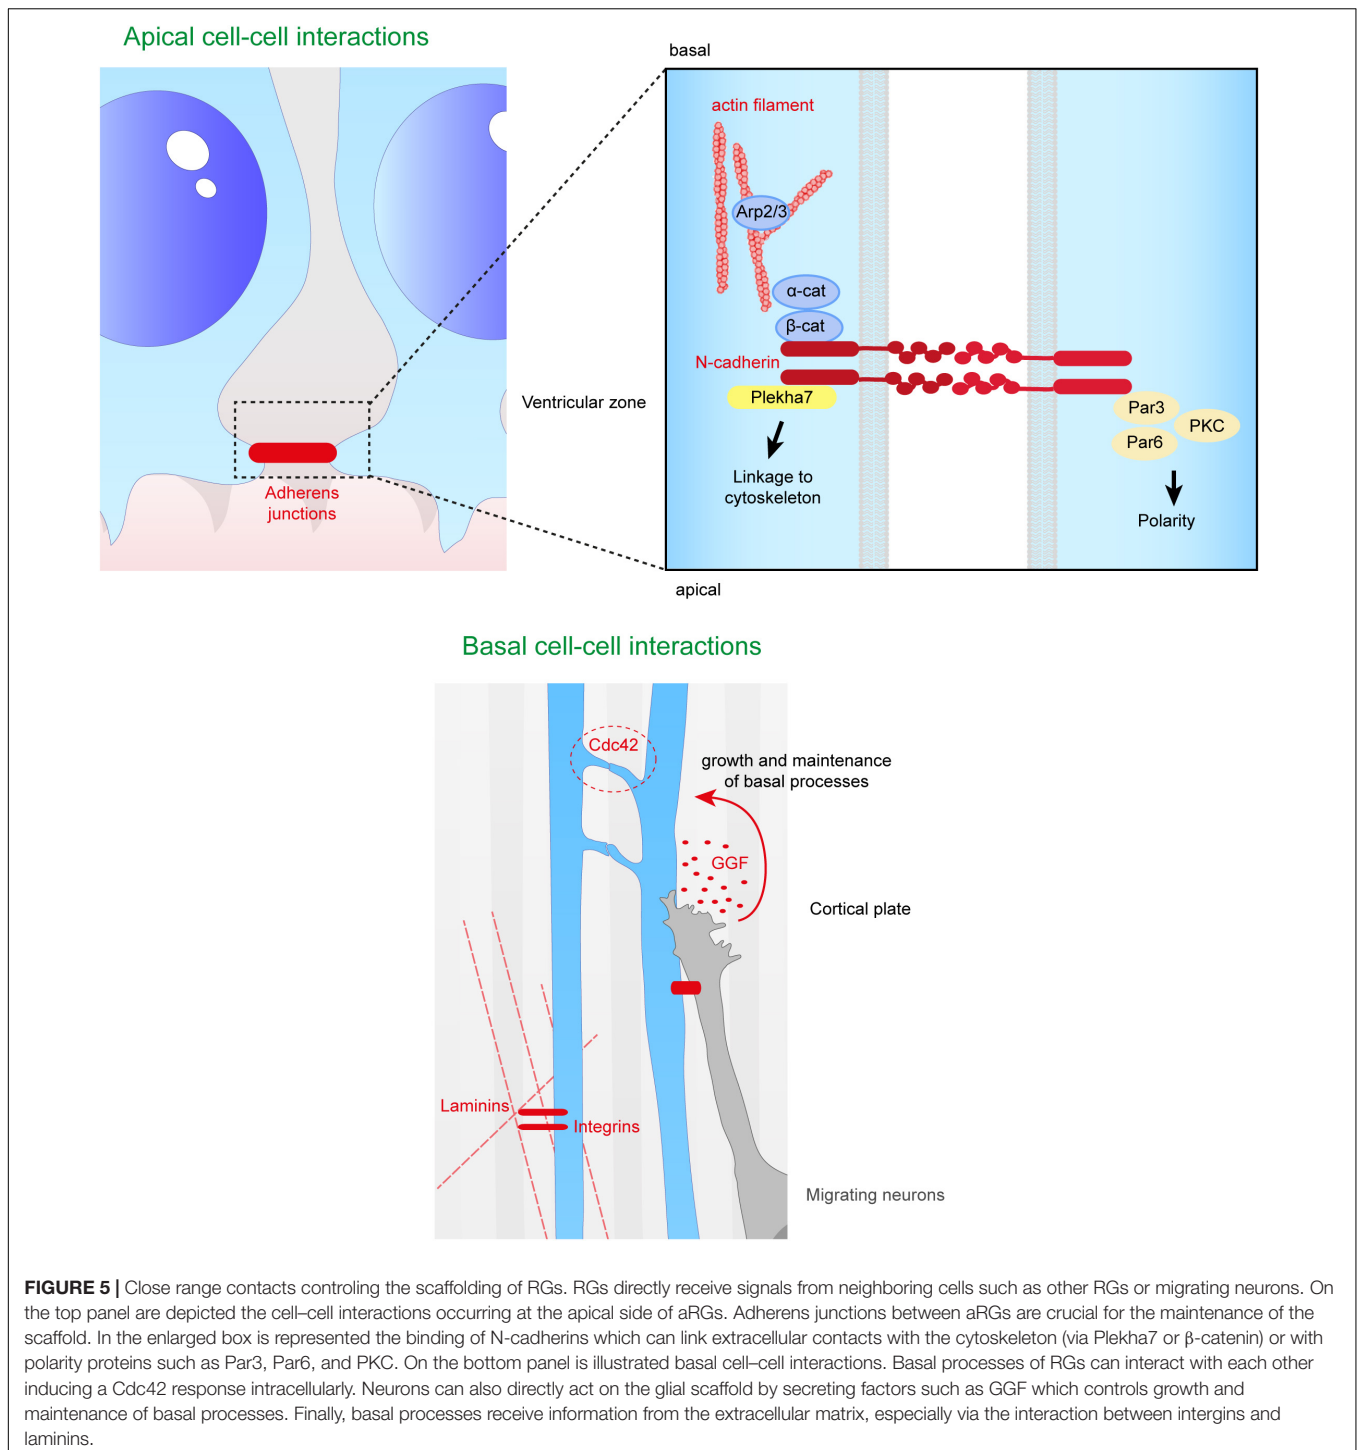 Apical cell-cell interactions
basal
actin filament
Arp2/3
α-cat
β-cat
N-cadherin
Plekha7
Linkage to
cytoskeleton
Par3
PKC
Par6
Polarity
Ventricular zone
Adherens
junctions
apical
Basal cell-cell interactions
Cdc42
growth and maintenance
of basal processes
GGF
Cortical plate
Laminins
Integrins
Migrating neurons
FIGURE 5 | Close range contacts controling the scaffolding of RGs. RGs directly receive signals from neighboring cells such as other RGs or migrating neurons. On
the top panel are depicted the cell–cell interactions occurring at the apical side of aRGs. Adherens junctions between aRGs are crucial for the maintenance of the
scaffold. In the enlarged box is represented the binding of N-cadherins which can link extracellular contacts with the cytoskeleton (via Plekha7 or β-catenin) or with
polarity proteins such as Par3, Par6, and PKC. On the bottom panel is illustrated basal cell–cell interactions. Basal processes of RGs can interact with each other
inducing a Cdc42 response intracellularly. Neurons can also directly act on the glial scaffold by secreting factors such as GGF which controls growth and
maintenance of basal processes. Finally, basal processes receive information from the extracellular matrix, especially via the interaction between intergins and
laminins.